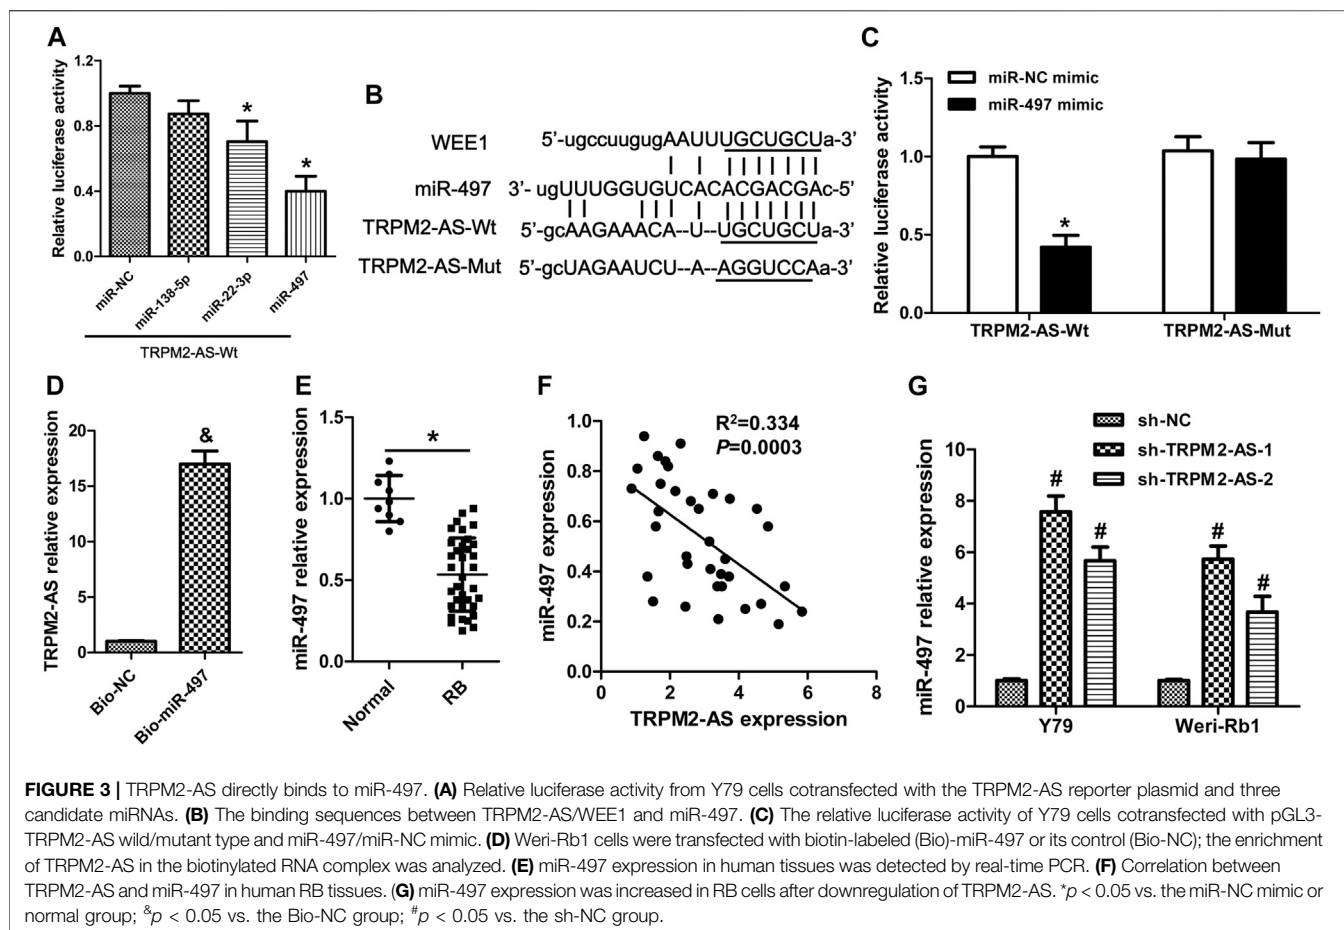 A
Relative luciferase activity
1.2
0.8
0.4
0.0
*
*
miR-NC
miR-138-5p
miR-22-3p
miR-497
TRPM2-AS-Wt
B
WEE1 5’-ugccuugugAAUUUGCUGCUa-3’
miR-497 3’- ugUUUGGUGUCACACGACGAc-5’
TRPM2-AS-Wt 5’-gcAAGAAACA--U--UGCUGCUa-3’
TRPM2-AS-Mut 5’-gcUAGAAUCU--A--AGGUCCAa-3’
C
Relative luciferase activity
1.5
1.0
0.5
0.0
miR-NC mimic
miR-497 mimic
*
TRPM2-AS-Wt
TRPM2-AS-Mut
D
TRPM2-AS relative expression
20
15
10
5
0
&
Bio-NC
Bio-miR-497
E
miR-497 relative expression
1.5
1.0
0.5
0.0
*
Normal
RB
F
miR-497 expression
1.0
0.8
0.6
0.4
0.2
0.0
R²=0.334
P=0.0003
0 2 4 6 8
TRPM2-AS expression
G
miR-497 relative expression
10
8
6
4
2
0
sh-NC
sh-TRPM2-AS-1
sh-TRPM2-AS-2
#
#
#
#
Y79
Weri-Rb1
FIGURE 3 | TRPM2-AS directly binds to miR-497. (A) Relative luciferase activity from Y79 cells cotransfected with the TRPM2-AS reporter plasmid and three
candidate miRNAs. (B) The binding sequences between TRPM2-AS/WEE1 and miR-497. (C) The relative luciferase activity of Y79 cells cotransfected with pGL3-
TRPM2-AS wild/mutant type and miR-497/miR-NC mimic. (D) Weri-Rb1 cells were transfected with biotin-labeled (Bio)-miR-497 or its control (Bio-NC); the enrichment
of TRPM2-AS in the biotinylated RNA complex was analyzed. (E) miR-497 expression in human tissues was detected by real-time PCR. (F) Correlation between
TRPM2-AS and miR-497 in human RB tissues. (G) miR-497 expression was increased in RB cells after downregulation of TRPM2-AS. *p < 0.05 vs. the miR-NC mimic or
normal group; &p < 0.05 vs. the Bio-NC group; #p < 0.05 vs. the sh-NC group.